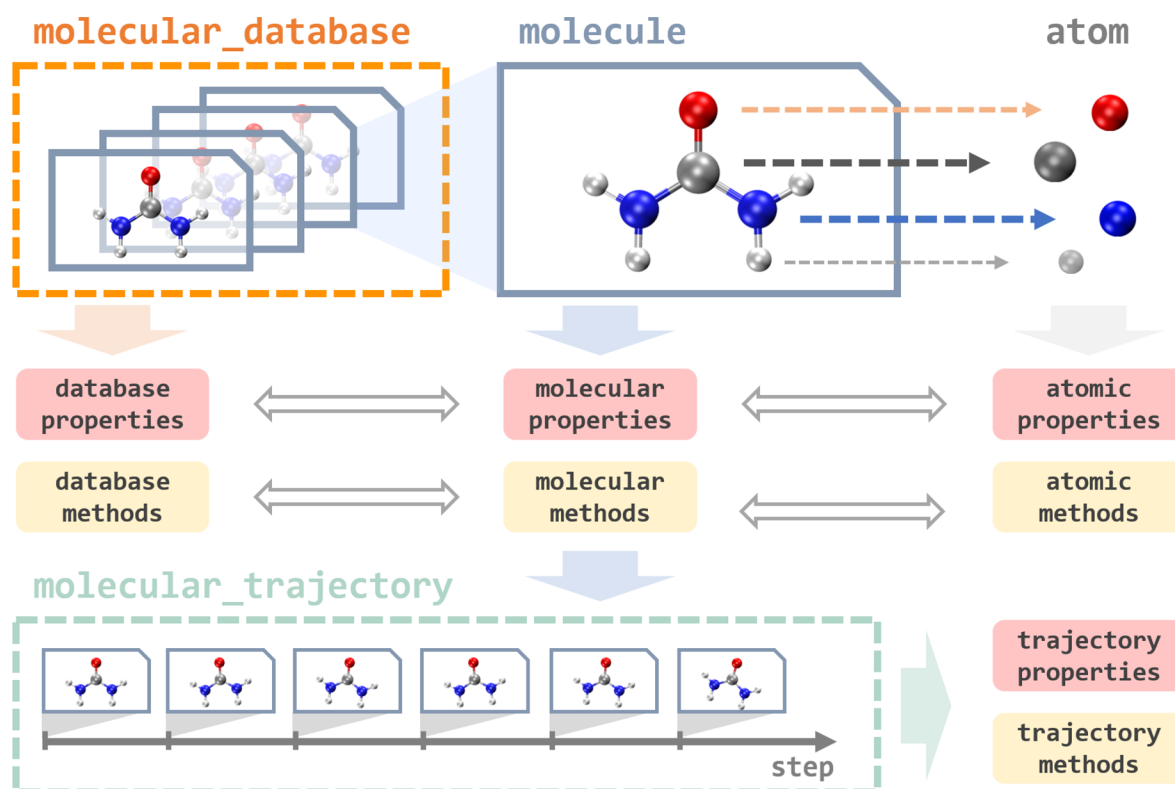 molecular_database
molecule
atom
database
properties
molecular
properties
atomic
properties
database
methods
molecular
methods
atomic
methods
molecular_trajectory
step
trajectory
properties
trajectory
methods